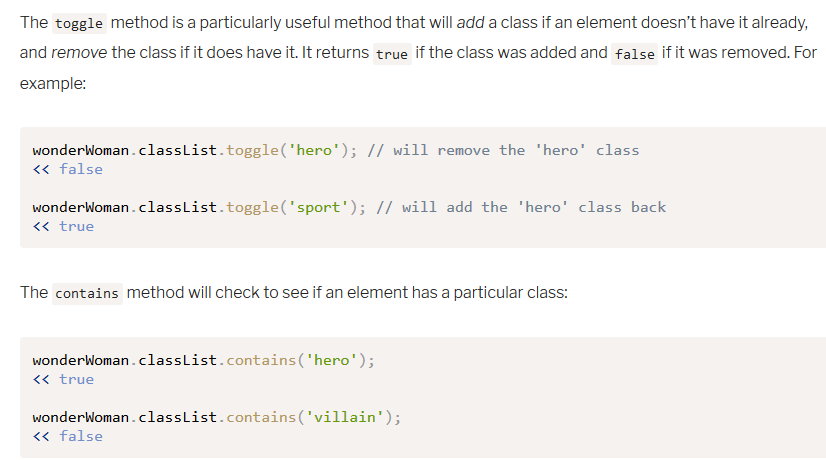 The toggle method is a particularly useful method that will add a class if an element doesn’t have it already,
and remove the class if it does have it. It returns true if the class was added and false if it was removed. For
example:
wonderWoman.classList.toggle('hero'); // will remove the 'hero' class
<< false
wonderWoman.classList.toggle('sport'); // will add the 'hero' class back
<< true
The contains method will check to see if an element has a particular class:
wonderWoman.classList.contains('hero');
<< true
wonderWoman.classList.contains('villain');
<< false